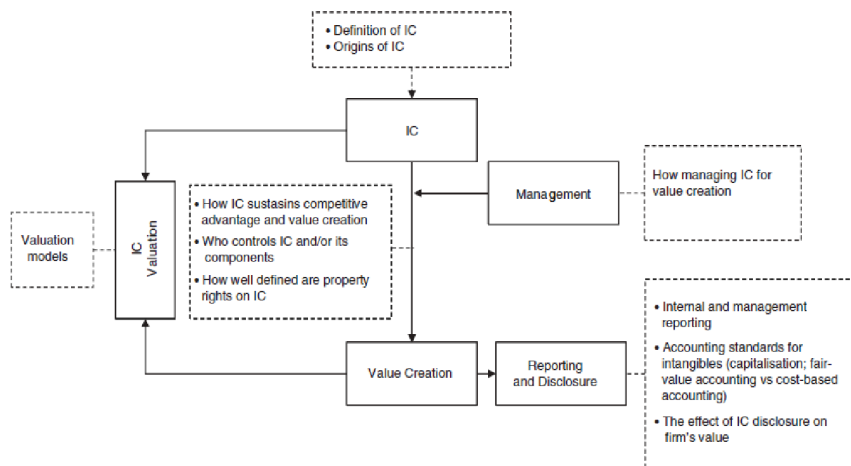 • Definition of IC
• Origins of IC
IC
Management
How managing IC for
value creation
• How IC sustasins competitive
advantage and value creation
• Who controls IC and/or its
components
• How well defined are property
rights on IC
IC
Valuation
Valuation
models
Value Creation
Reporting
and Disclosure
• Internal and management
reporting
• Accounting standards for
intangibles (capitalisation; fair-
value accounting vs cost-based
accounting)
• The effect of IC disclosure on
firm's value